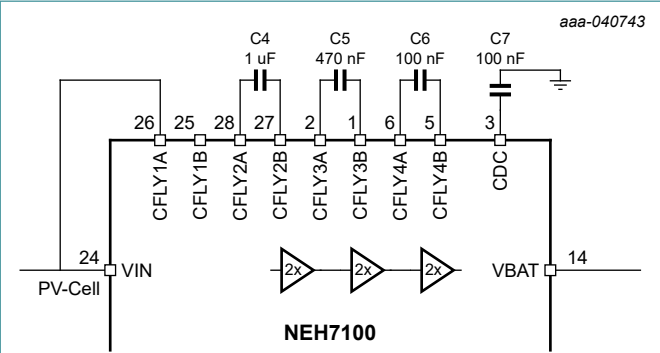 aaa-040743
C4 C5 C6 C7
1 uF 470 nF 100 nF 100 nF
26 25 28 27 2 1 6 5 3
CFLY1A CFLY1B CFLY2A CFLY2B CFLY3A CFLY3B CFLY4A CFLY4B CDC
24 VIN 2x 2x 2x VBAT 14
PV-Cell
NEH7100